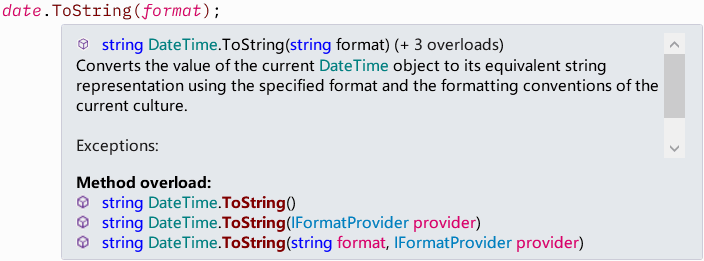 date.ToString(format);
string DateTime.ToString(string format) (+ 3 overloads)
Converts the value of the current DateTime object to its equivalent string
representation using the specified format and the formatting conventions of the
current culture.
Exceptions:
Method overload:
string DateTime.ToString()
string DateTime.ToString(IFormatProvider provider)
string DateTime.ToString(string format, IFormatProvider provider)